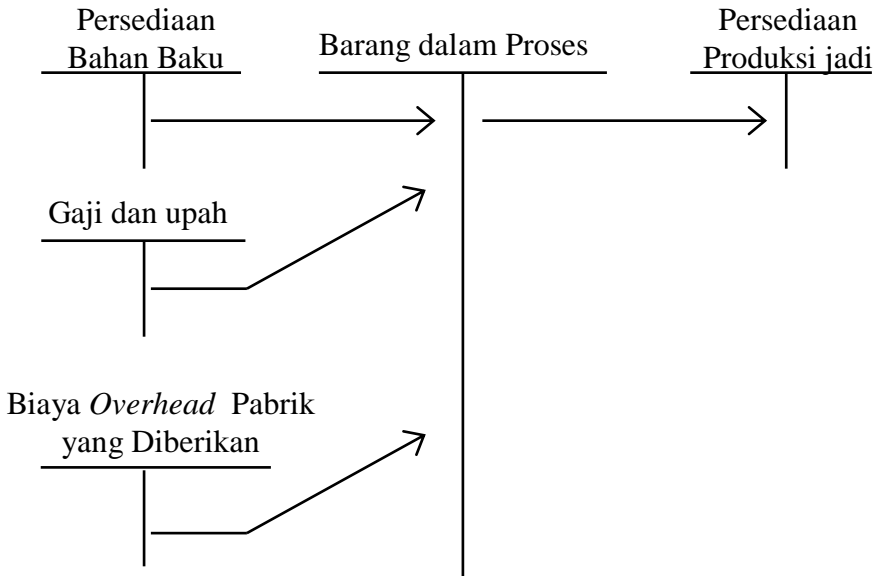 Persediaan
Bahan Baku
Barang dalam Proses
Persediaan
Produksi jadi
Gaji dan upah
Biaya Overhead Pabrik
yang Diberikan